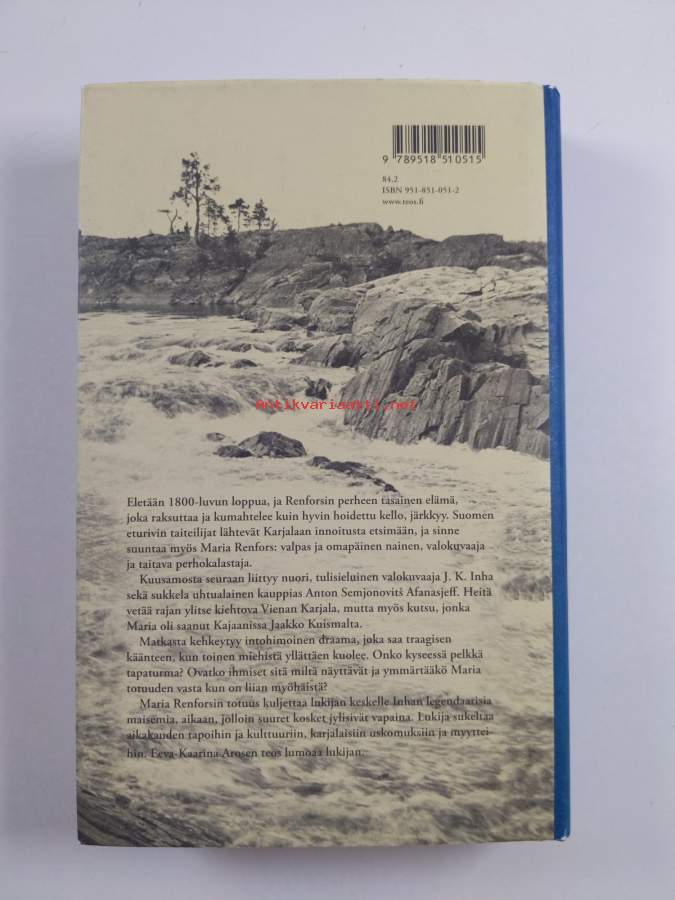 9 789518 510515
84.2
ISBN 951-851-051-2
www.teos.fi
Antikvariaatti.net
Eletään 1800-luvun loppua, ja Renforsin perheen tasainen elämä,
joka raksuttaa ja kumahtelee kuin hyvin hoidettu kello, järkkyy. Suomen
eturivin taiteilijat lähtevät Karjalaan innoitusta etsimään, ja sinne
suuntaa myös Maria Renfors: valpas ja omapäinen nainen, valokuvaaja
ja taitava perhokalastaja.
Kuusamosta seuraan liittyy nuori, tulisieluinen valokuvaaja J. K. Inha
sekä sukkela uhtualainen kauppias Anton Semjonovitš Afanasjeff. Heitä
vetää rajan ylitse kiehtova Vienan Karjala, mutta myös kutsu, jonka
Maria oli saanut Kajaanissa Jaakko Kuismalta.
Matkasta kehkeytyy intohimoinen draama, joka saa traagisen
käänteen, kun toinen miehistä yllättäen kuolee. Onko kyseessä pelkkä
tapaturma? Ovatko ihmiset sitä miltä näyttävät ja ymmärtääkö Maria
totuuden vasta kun on liian myöhäistä?
Maria Renforsin totuus kuljettaa lukijan keskelle Inhan legendaarisia
maisemia, aikaan, jolloin suuret kosket jylisivät vapaina. Lukija sukeltaa
aikakauden tapoihin ja kulttuuriin, karjalaisiin uskomuksiin ja myyttei-
hin. Eeva-Kaarina Arosen teos lumoaa lukijan.